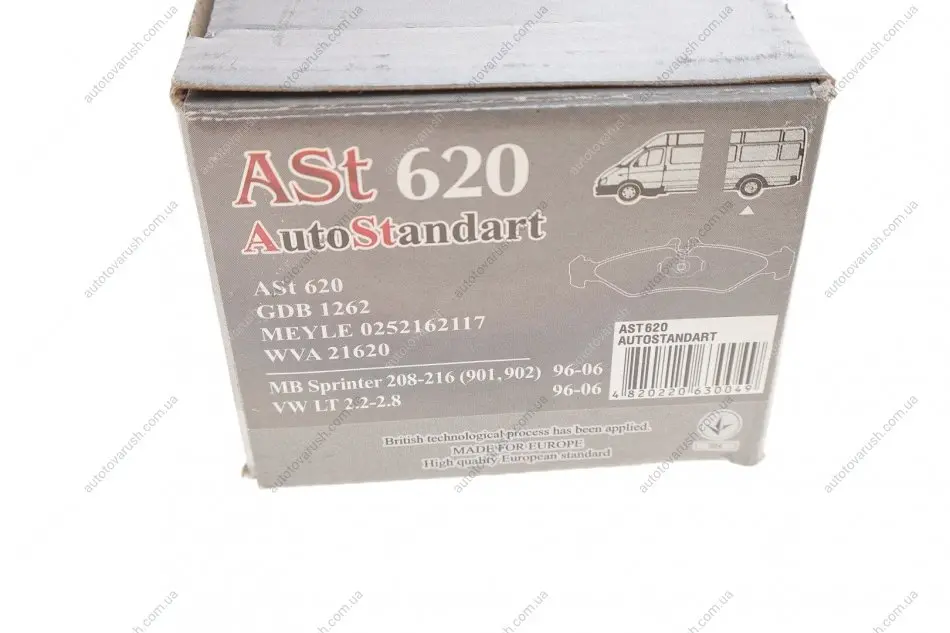 ASt 620
AutoStandart
ASt 620
GDB 1262
MEYLE 0252162117
WVA 21620
MB Sprinter 208-216 (901,902) 96-06
VW LT 2.2-2.8 96-06
AST620
AUTOSTANDART
4 820220 630049
British technological process has been applied.
MADE FOR EUROPE
High quality European standard
autotovarush.com.ua